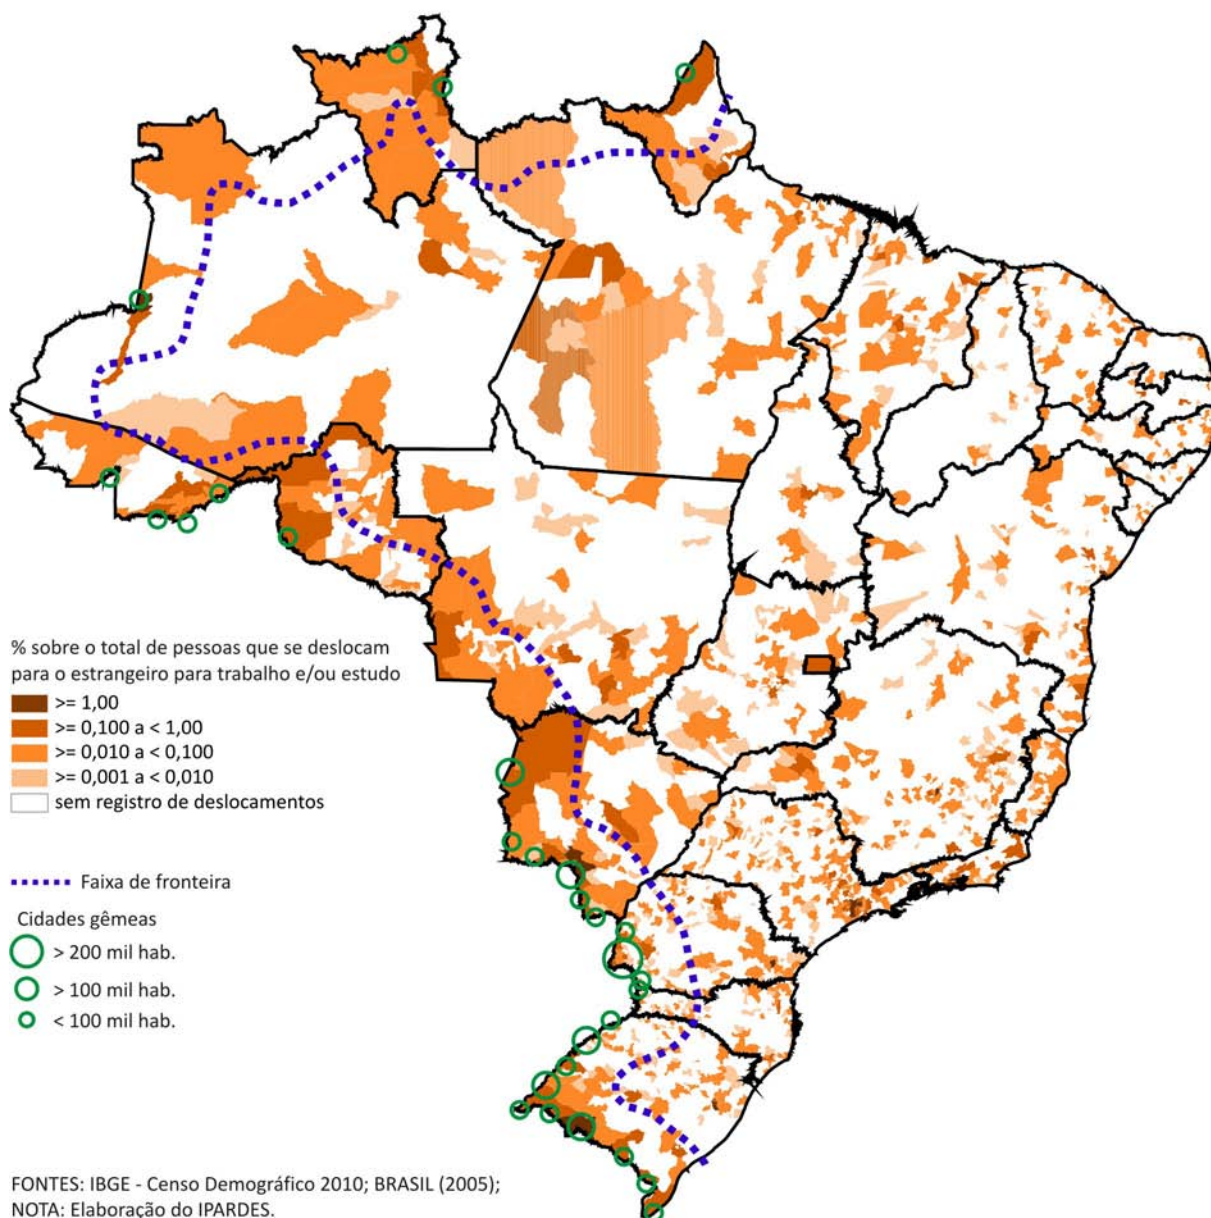 % sobre o total de pessoas que se deslocam
para o estrangeiro para trabalho e/ou estudo
>= 1,00
>= 0,100 a < 1,00
>= 0,010 a < 0,100
>= 0,001 a < 0,010
sem registro de deslocamentos
Faixa de fronteira
Cidades gêmeas
> 200 mil hab.
> 100 mil hab.
< 100 mil hab.
FONTES: IBGE - Censo Demográfico 2010; BRASIL (2005);
NOTA: Elaboração do IPARDES.